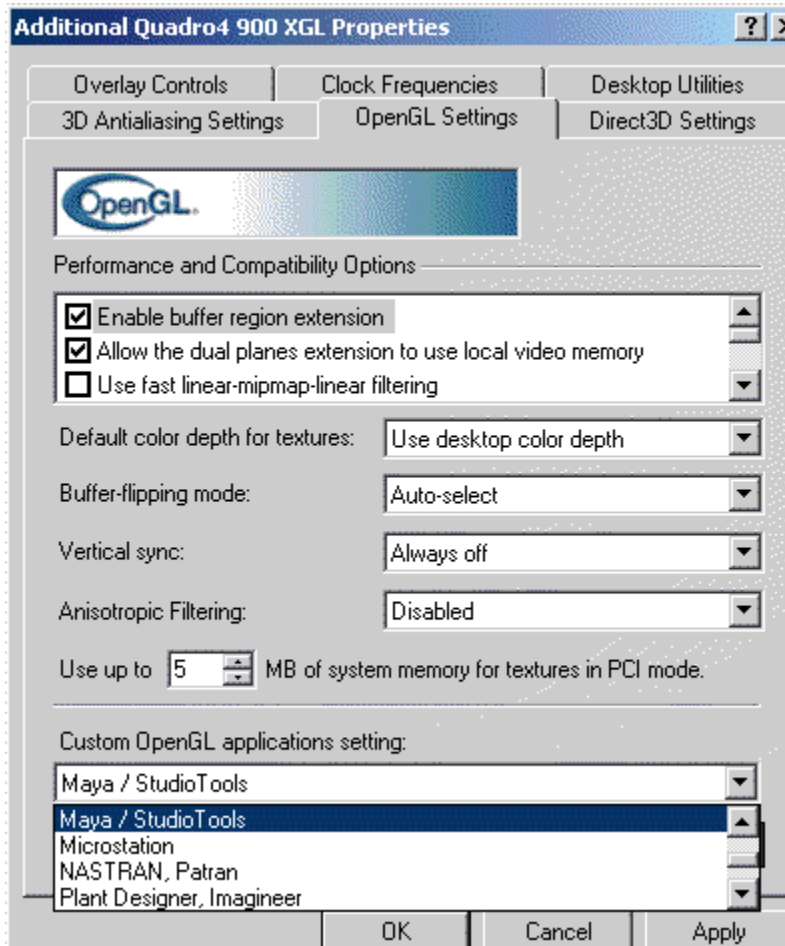 Additional Quadro4 900 XGL Properties
Overlay Controls Clock Frequencies Desktop Utilities
3D Antialiasing Settings OpenGL Settings Direct3D Settings
OpenGL.
Performance and Compatibility Options
Enable buffer region extension
Allow the dual planes extension to use local video memory
Use fast linear-mipmap-linear filtering
Default color depth for textures: Use desktop color depth
Buffer-flipping mode: Auto-select
Vertical sync: Always off
Anisotropic Filtering: Disabled
Use up to 5 MB of system memory for textures in PCI mode.
Custom OpenGL applications setting:
Maya / StudioTools
Maya / StudioTools
Microstation
NASTRAN, Patran
Plant Designer, Imagineer
OK Cancel Apply